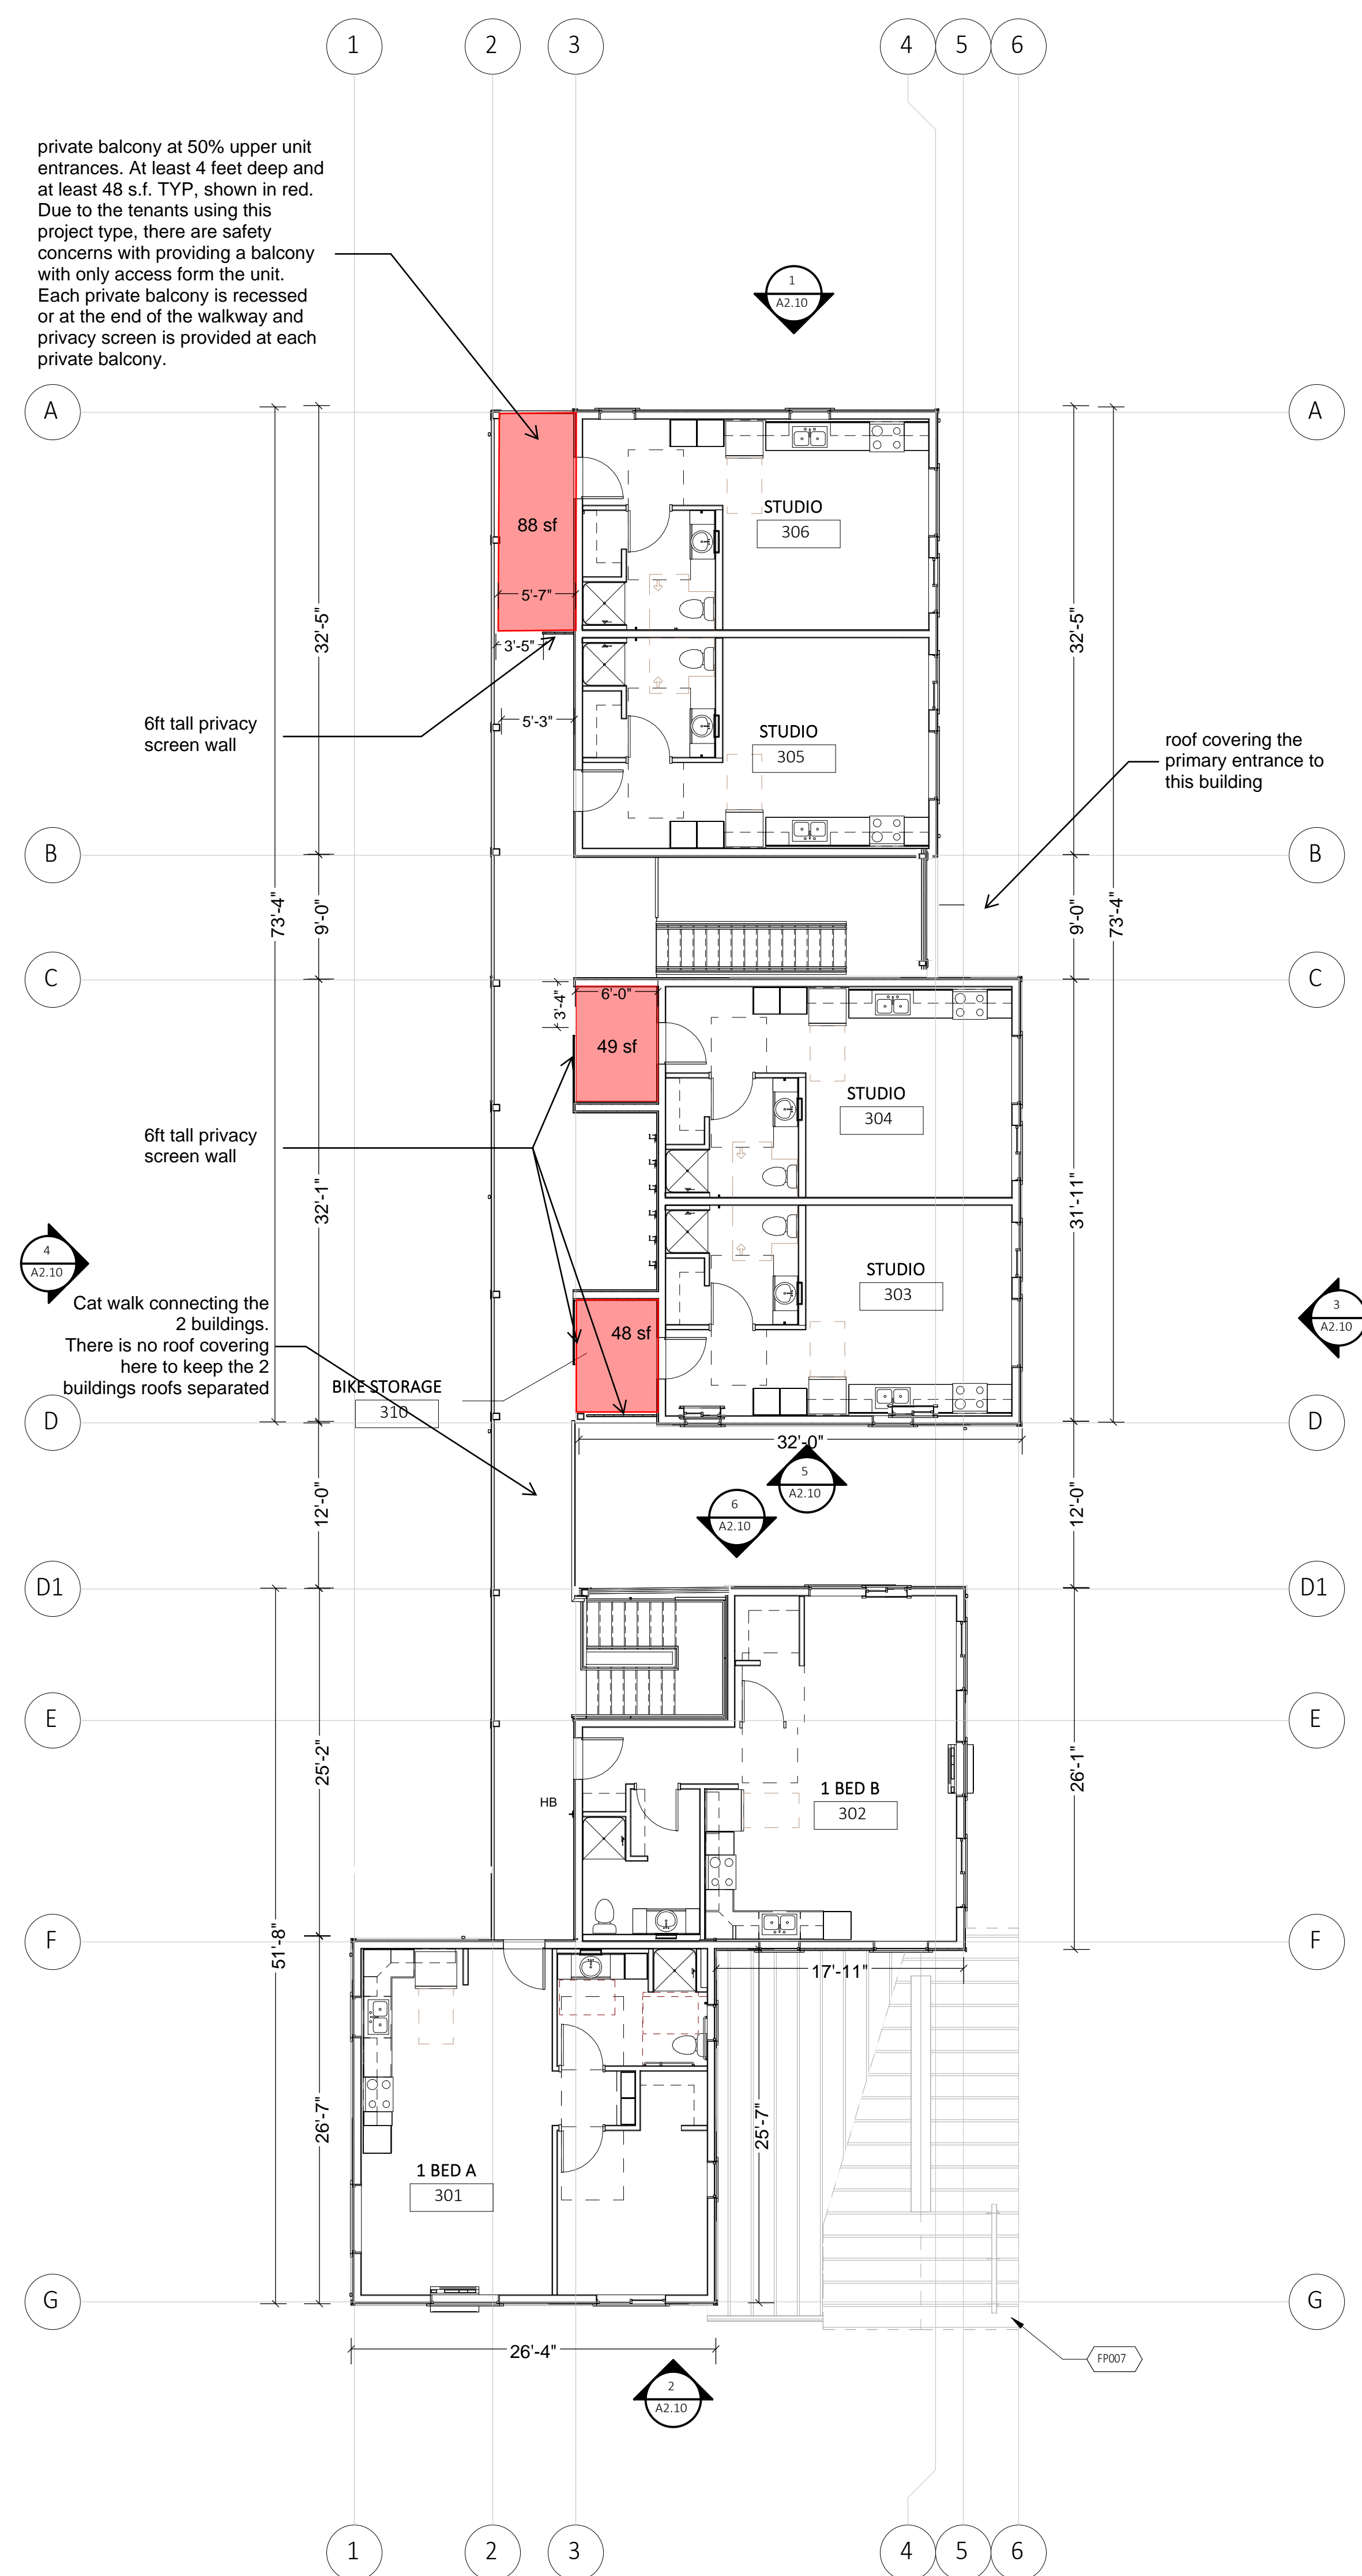 1
2
3
4
5
6
private balcony at 50% upper unit
entrances. At least 4 feet deep and
at least 48 s.f. TYP, shown in red.
Due to the tenants using this
project type, there are safety
concerns with providing a balcony
with only access form the unit.
Each private balcony is recessed
or at the end of the walkway and
privacy screen is provided at each
private balcony.
1
A2.10
A
A
STUDIO
306
88 sf
5'-7"
32'-5"
32'-5"
3'-5"
5'-3"
6ft tall privacy
screen wall
STUDIO
305
roof covering the
primary entrance to
this building
B
B
73'-4"
9'-0"
9'-0"
73'-4"
C
C
6'-0"
3'-4"
49 sf
STUDIO
304
6ft tall privacy
screen wall
32'-1"
31'-11"
4
A2.10
STUDIO
303
3
A2.10
Cat walk connecting the
2 buildings.
There is no roof covering
here to keep the 2
buildings roofs separated
48 sf
BIKE STORAGE
310
D
D
32'-0"
5
A2.10
6
A2.10
12'-0"
12'-0"
D1
D1
E
E
25'-2"
26'-1"
1 BED B
302
HB
F
F
51'-8"
17'-11"
26'-7"
25'-7"
1 BED A
301
G
G
26'-4"
FP007
2
A2.10
1
2
3
4
5
6